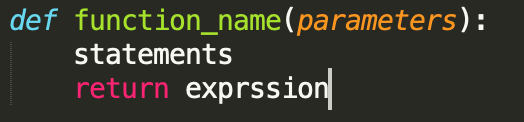 def function_name(parameters):
    statements
    return exprssion